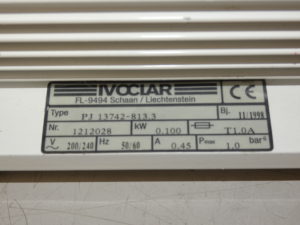 IVOCLAR
FL-9494 Schaan / Liechtenstein
CE
Type PJ 13742-813.3 Bj. 11/1998
Nr. 1212028 kW 0.100 T1.0A
V~ 200/240 Hz 50/60 A 0.45 Pmax 1.0 bar